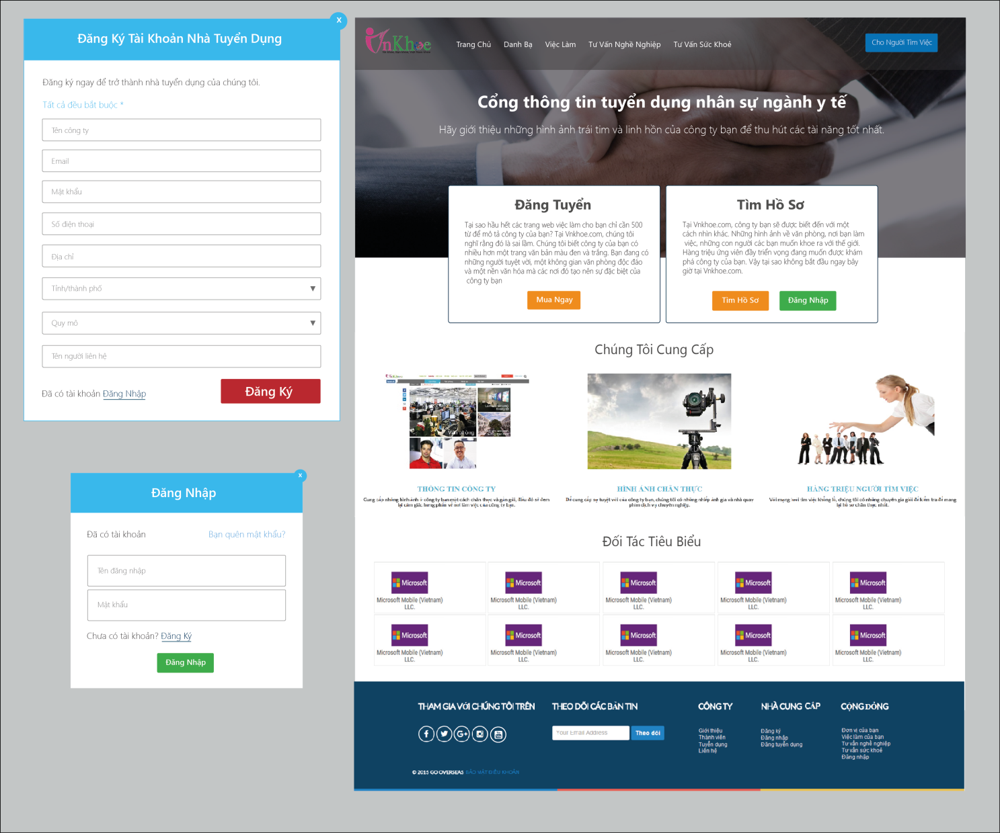 x
Đăng Ký Tài Khoản Nhà Tuyển Dụng
Đăng ký ngay để trở thành nhà tuyển dụng của chúng tôi.
Tất cả đều bắt buộc *
Tên công ty
Email
Mật khẩu
Số điện thoại
Địa chỉ
Tỉnh/thành phố
Quy mô
Tên người liên hệ
Đã có tài khoản Đăng Nhập
Đăng Ký
x
Đăng Nhập
Đã có tài khoản
Bạn quên mật khẩu?
Tên đăng nhập
Mật khẩu
Chưa có tài khoản? Đăng Ký
Đăng Nhập
VnKhoe
Trang Chủ
Danh Bạ
Việc Làm
Tư Vấn Nghề Nghiệp
Tư Vấn Sức Khoẻ
Cho Người Tìm Việc
Cổng thông tin tuyển dụng nhân sự ngành y tế
Hãy giới thiệu những hình ảnh trái tim và linh hồn của công ty bạn để thu hút các tài năng tốt nhất.
Đăng Tuyển
Tại sao hầu hết các trang web việc làm cho bạn chỉ cần 500
từ để mô tả công ty của bạn? Tại Vnkhoe.com, chúng tôi
nghĩ rằng đó là sai lầm. Chúng tôi biết công ty của bạn có
nhiều hơn một trang văn bản màu đen và trắng. Bạn đang có
những người tuyệt vời, một không gian văn phòng độc đáo
và một nền văn hóa mà các nơi đó tạo nên sự đặc biệt của
công ty bạn
Mua Ngay
Tìm Hồ Sơ
Tại Vnkhoe.com, công ty bạn sẽ được biết đến với một
cách nhìn khác. Những hình ảnh về văn phòng, nơi bạn làm
việc, những con người các bạn muốn khoe ra với thế giới.
Hàng triệu ứng viên đầy triển vọng đang muốn được khám
phá công ty của bạn. Vậy tại sao không bắt đầu ngay bây
giờ tại Vnkhoe.com.
Tìm Hồ Sơ
Đăng Nhập
Chúng Tôi Cung Cấp
Văn phòng
THÔNG TIN CÔNG TY
Cung cấp những hình ảnh ở công ty bạn một cách chân thực và gần gũi, điều đó sẽ đem
lại cảm giác hưng phấn về nơi làm việc của công ty bạn.
HÌNH ẢNH CHÂN THỰC
Để cung cấp sự tuyệt vời của công ty bạn, chúng tôi có những nhiếp ảnh gia và nhà quay
phim dịch vụ chuyên nghiệp.
HÀNG TRIỆU NGƯỜI TÌM VIỆC
Với mạng lưới tìm việc khổng lồ, chúng tôi có những chuyên gia giỏi để kiểm tra để mang
lại hồ sơ chân thực nhất.
Đối Tác Tiêu Biểu
Microsoft
Microsoft Mobile (Vietnam)
LLC.
Microsoft
Microsoft Mobile (Vietnam)
LLC.
Microsoft
Microsoft Mobile (Vietnam)
LLC.
Microsoft
Microsoft Mobile (Vietnam)
LLC.
Microsoft
Microsoft Mobile (Vietnam)
LLC.
Microsoft
Microsoft Mobile (Vietnam)
LLC.
Microsoft
Microsoft Mobile (Vietnam)
LLC.
Microsoft
Microsoft Mobile (Vietnam)
LLC.
Microsoft
Microsoft Mobile (Vietnam)
LLC.
Microsoft
Microsoft Mobile (Vietnam)
LLC.
THAM GIA VỚI CHÚNG TÔI TRÊN
THEO DÕI CÁC BẢN TIN
Your Email Address
Theo dõi
CÔNG TY
Giới thiệu
Thành viên
Tuyển dụng
Liên hệ
NHÀ CUNG CẤP
Đăng ký
Đăng nhập
Đăng tuyển dụng
CỘNG ĐỒNG
Đơn vị của bạn
Việc làm của bạn
Tư vấn nghề nghiệp
Tư vấn sức khoẻ
Đăng nhập
© 2015 GO OVERSEAS BẢO MẬT ĐIỀU KHOẢN